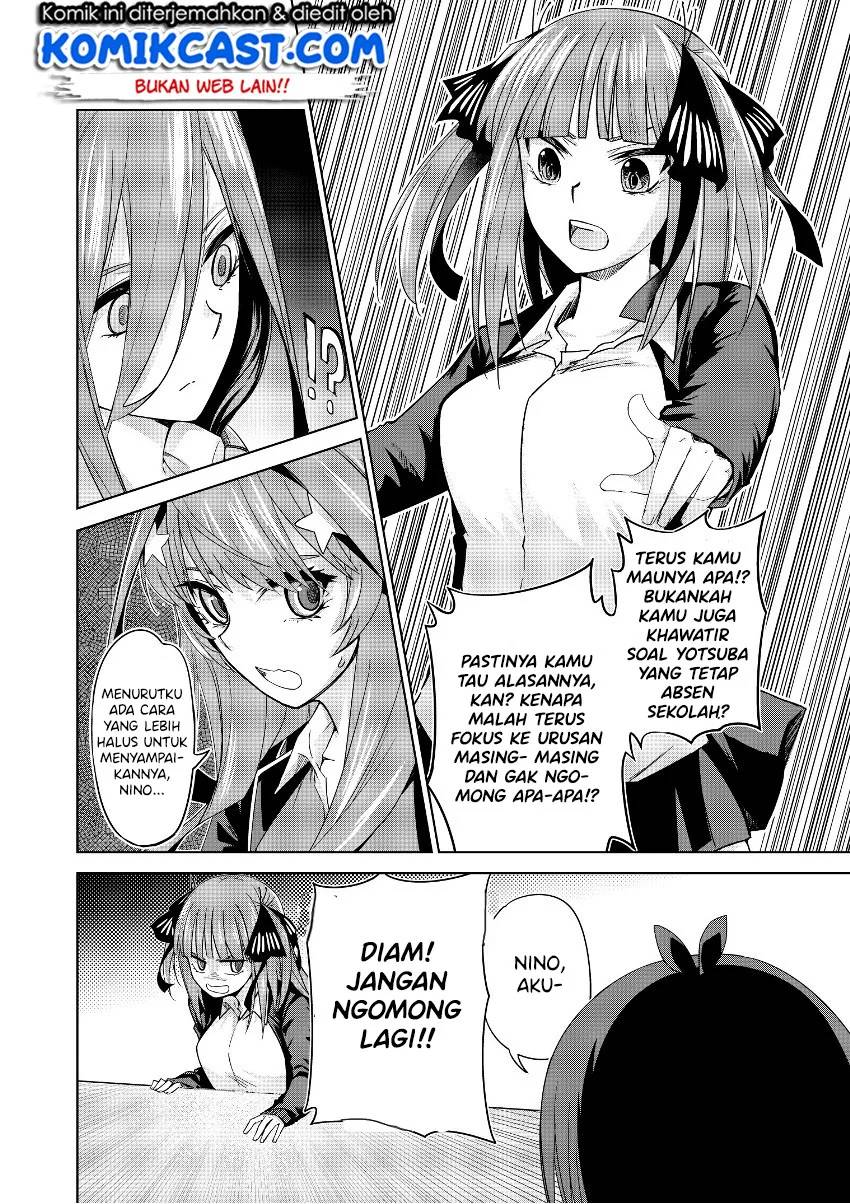 Komik ini diterjemahkan & diedit oleh
KOMIKCAST.COM
BUKAN WEB LAIN!!
TERUS KAMU
MAUNYA APA!?
BUKANKAH
KAMU JUGA
KHAWATIR
SOAL YOTSUBA
YANG TETAP
ABSEN
SEKOLAH?
PASTINYA KAMU
TAU ALASANNYA,
KAN? KENAPA
MALAH TERUS
FOKUS KE URUSAN
MASING- MASING
DAN GAK NGO-
MONG APA-APA!?
!?
MENURUTKU
ADA CARA
YANG LEBIH
HALUS UNTUK
MENYAMPAI-
KANNYA,
NINO...
NINO,
AKU-
DIAM!
JANGAN
NGOMONG
LAGI!!